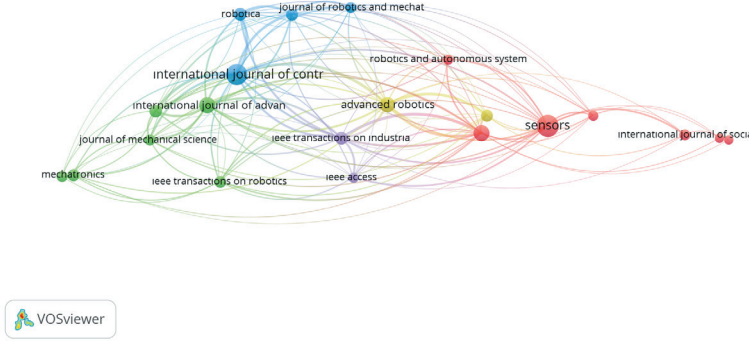 journal of robotics and mechat
robotica
robotics and autonomous system
international journal of contr
international journal of advan
advanced robotics
sensors
international journal of socia
journal of mechanical science
ieee transactions on industria
mechatronics
ieee transactions on robotics
ieee access
VOSviewer